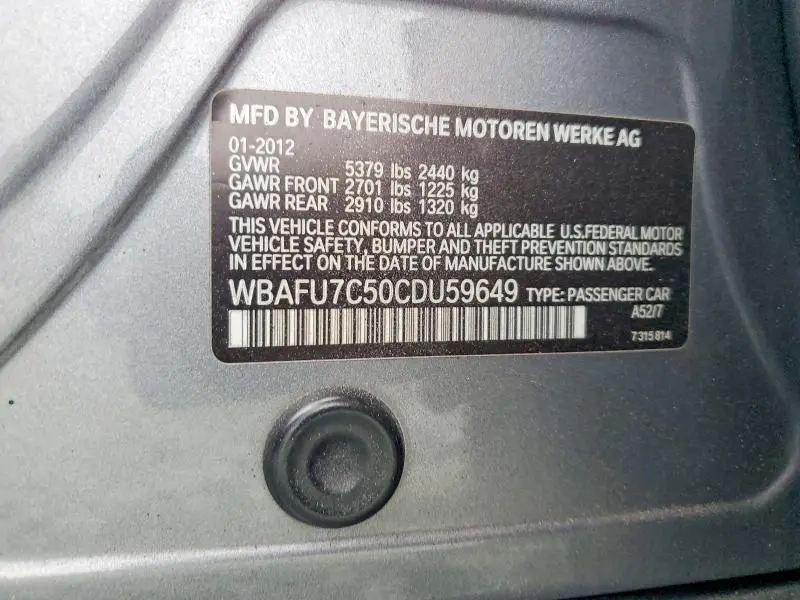 MFD BY BAYERISCHE MOTOREN WERKE AG
01-2012
GVWR 5379 lbs 2440 kg
GAWR FRONT 2701 lbs 1225 kg
GAWR REAR 2910 lbs 1320 kg
THIS VEHICLE CONFORMS TO ALL APPLICABLE U.S.FEDERAL MOTOR
VEHICLE SAFETY, BUMPER AND THEFT PREVENTION STANDARDS
IN EFFECT ON THE DATE OF MANUFACTURE SHOWN ABOVE.
WBAFU7C50CDU59649 TYPE: PASSENGER CAR
A52/7
7315814